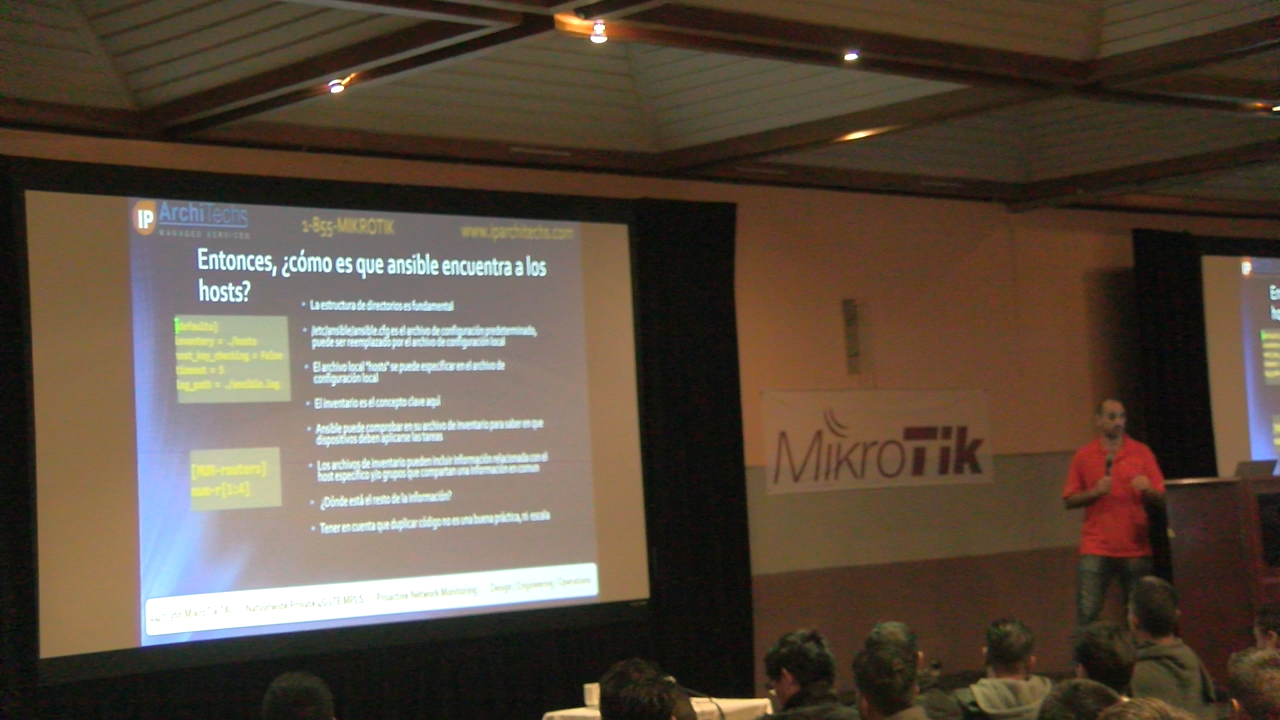 IP ArchiTechs
MANAGED SERVICES
1-855-MIKROTIK
www.iparchitechs.com
Entonces, ¿cómo es que ansible encuentra a los
hosts?
[defaults]
inventory = ./hosts
host_key_checking = False
timeout = 5
log_path = ./ansible.log
[MUM-routers]
mum-r[1:4]
La estructura de directorios es fundamental
/etc/ansible/ansible.cfg es el archivo de configuración predeterminado,
puede ser reemplazado por el archivo de configuración local
El archivo local "hosts" se puede especificar en el archivo de
configuración local
El inventario es el concepto clave aquí
Ansible puede comprobar en su archivo de inventario para saber en que
dispositivos deben aplicarse las tareas
Los archivos de inventario pueden incluir información relacionada con el
host específico y/o grupos que compartan una información en común
¿Dónde está el resto de la información?
Tener en cuenta que duplicar código no es una buena práctica, ni escala
Nationwide Private 4G LTE MPLS Proactive Network Monitoring Design / Engineering / Operations
MikroTik